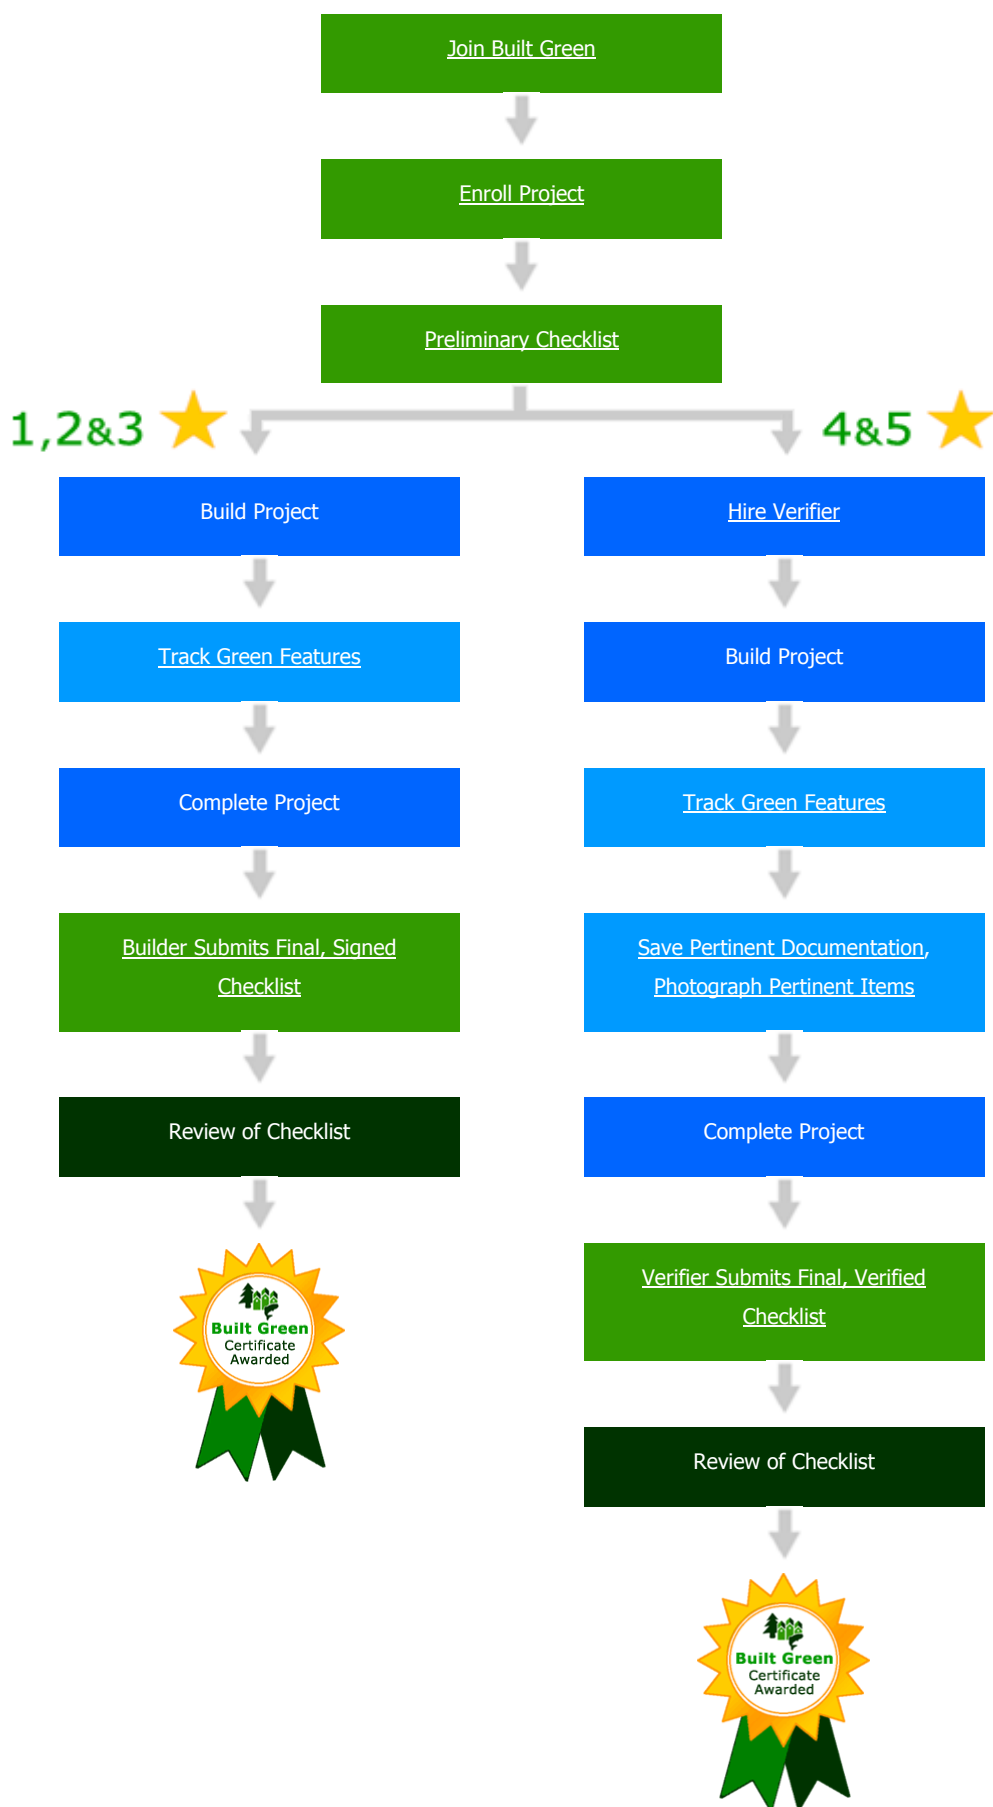 Join Built Green
Enroll Project
Preliminary Checklist
1,2&3
4&5
Build Project
Track Green Features
Complete Project
Builder Submits Final, Signed
Checklist
Review of Checklist
Built Green
Certificate
Awarded
Hire Verifier
Build Project
Track Green Features
Save Pertinent Documentation,
Photograph Pertinent Items
Complete Project
Verifier Submits Final, Verified
Checklist
Review of Checklist
Built Green
Certificate
Awarded